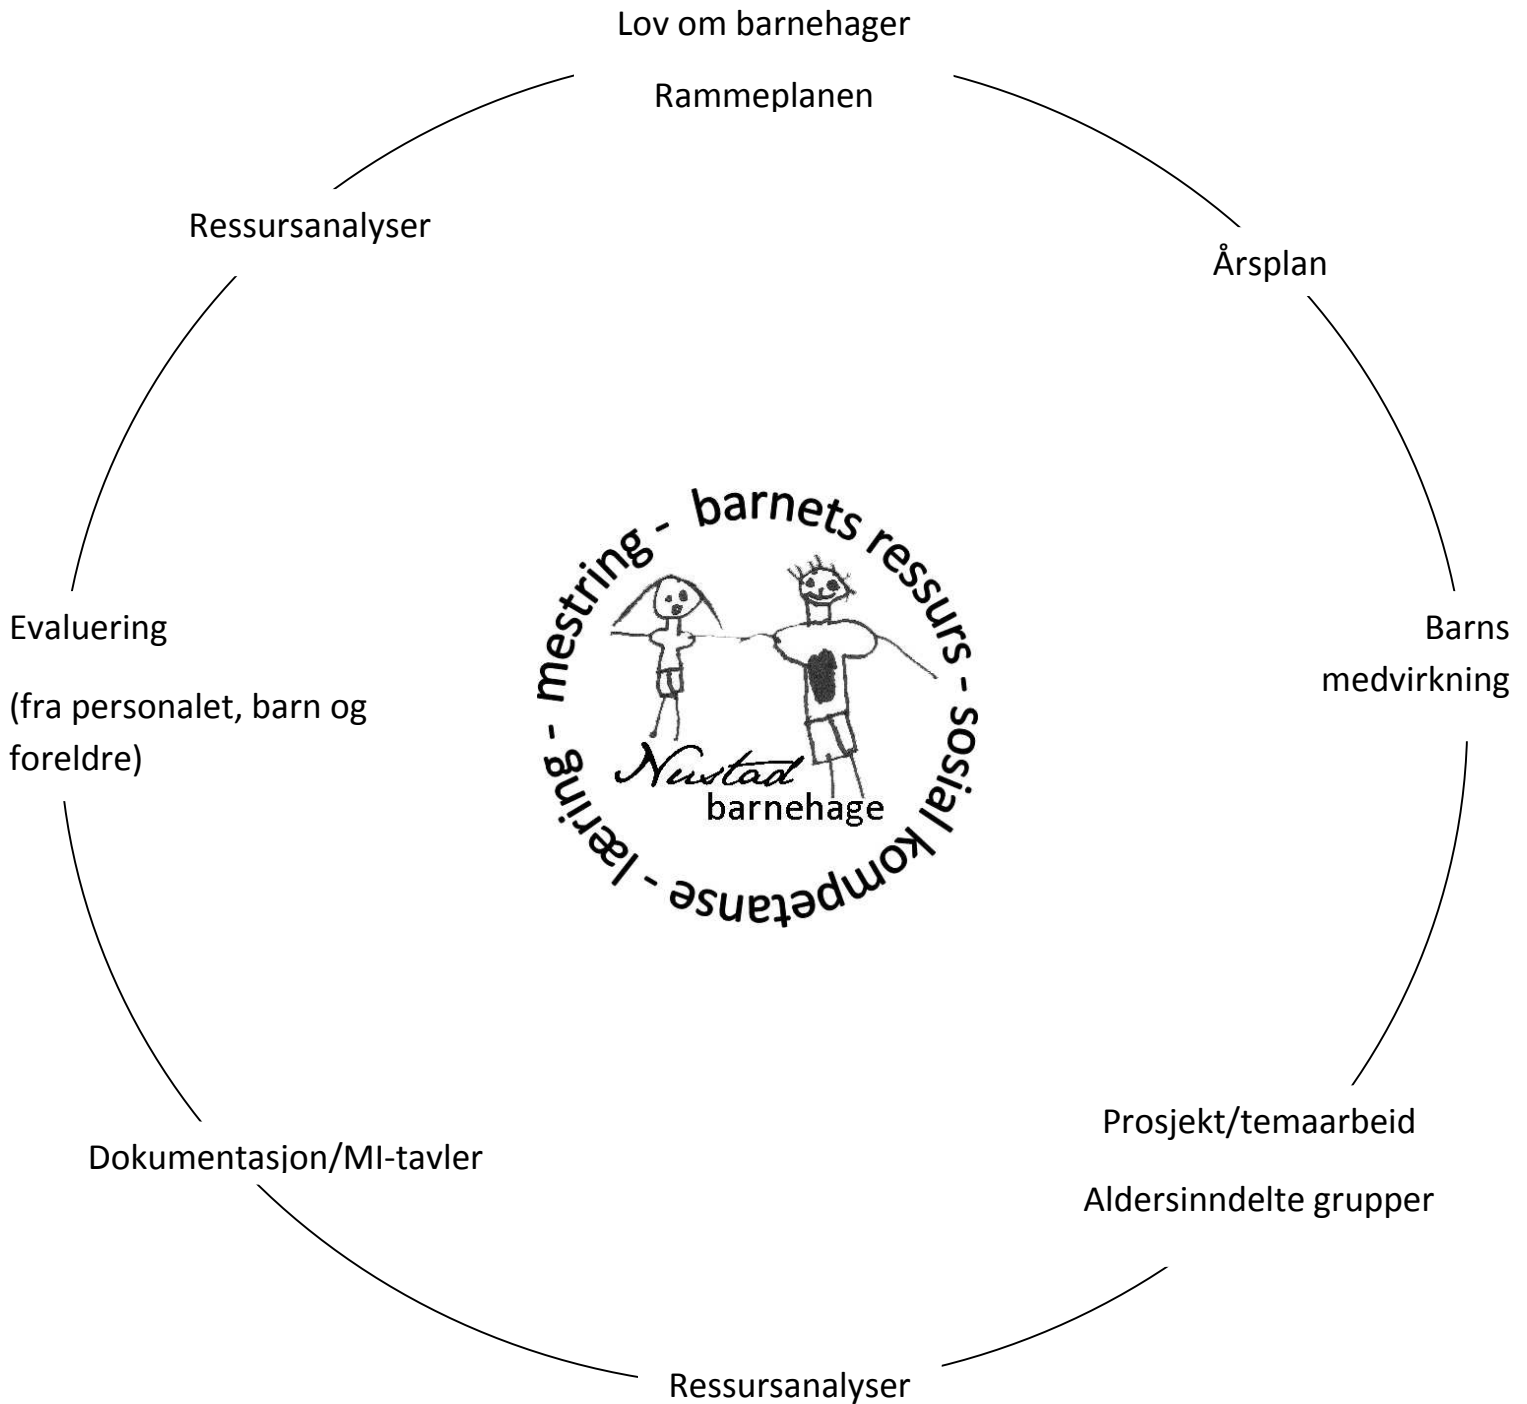 Lov om barnehager
Rammeplanen
Ressursanalyser
Årsplan
barnets ressurs - sosial kompetanse - læring - mestring -
Nustad
barnehage
Evaluering
(fra personalet, barn og
foreldre)
Barns
medvirkning
Prosjekt/temaarbeid
Aldersinndelte grupper
Dokumentasjon/MI-tavler
Ressursanalyser